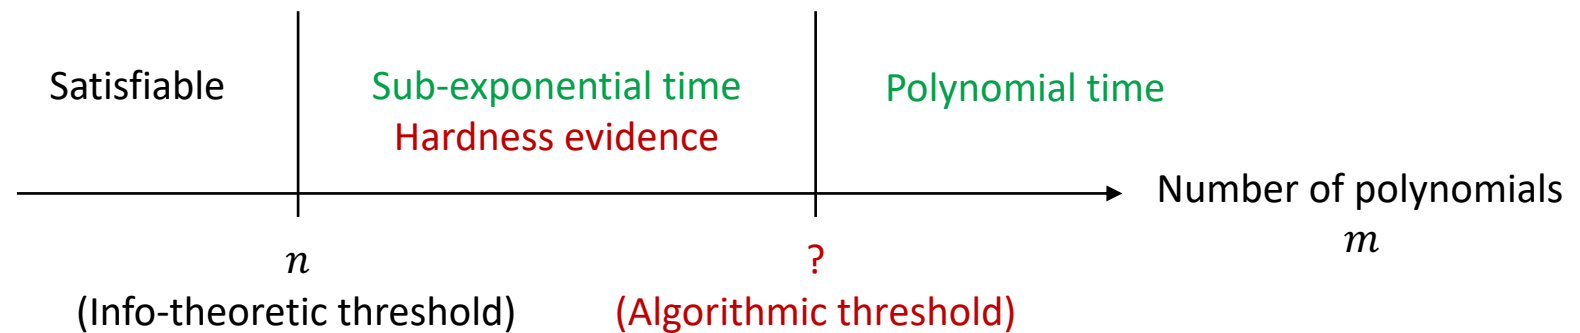 Satisfiable
Sub-exponential time
Hardness evidence
Polynomial time
Number of polynomials
m
n
(Info-theoretic threshold)
?
(Algorithmic threshold)